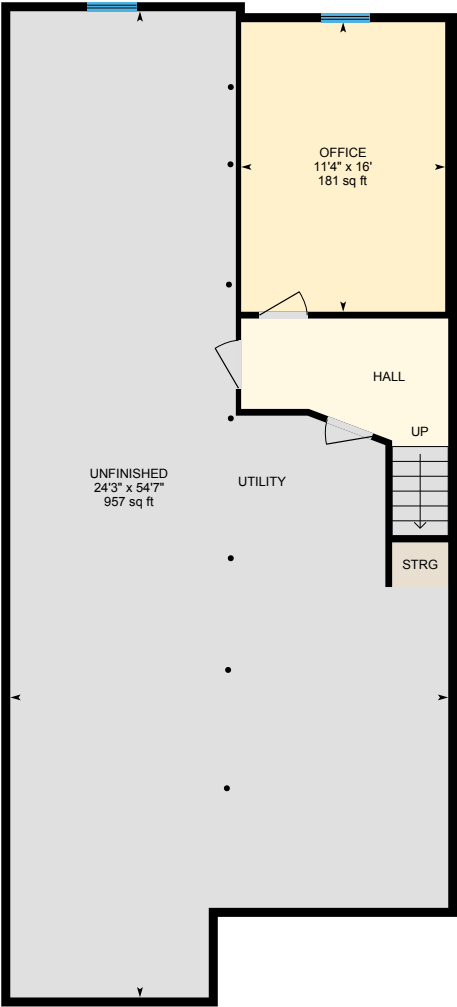 OFFICE
11'4" x 16'
181 sq ft
HALL
UP
UNFINISHED
24'3" x 54'7"
957 sq ft
UTILITY
STRG